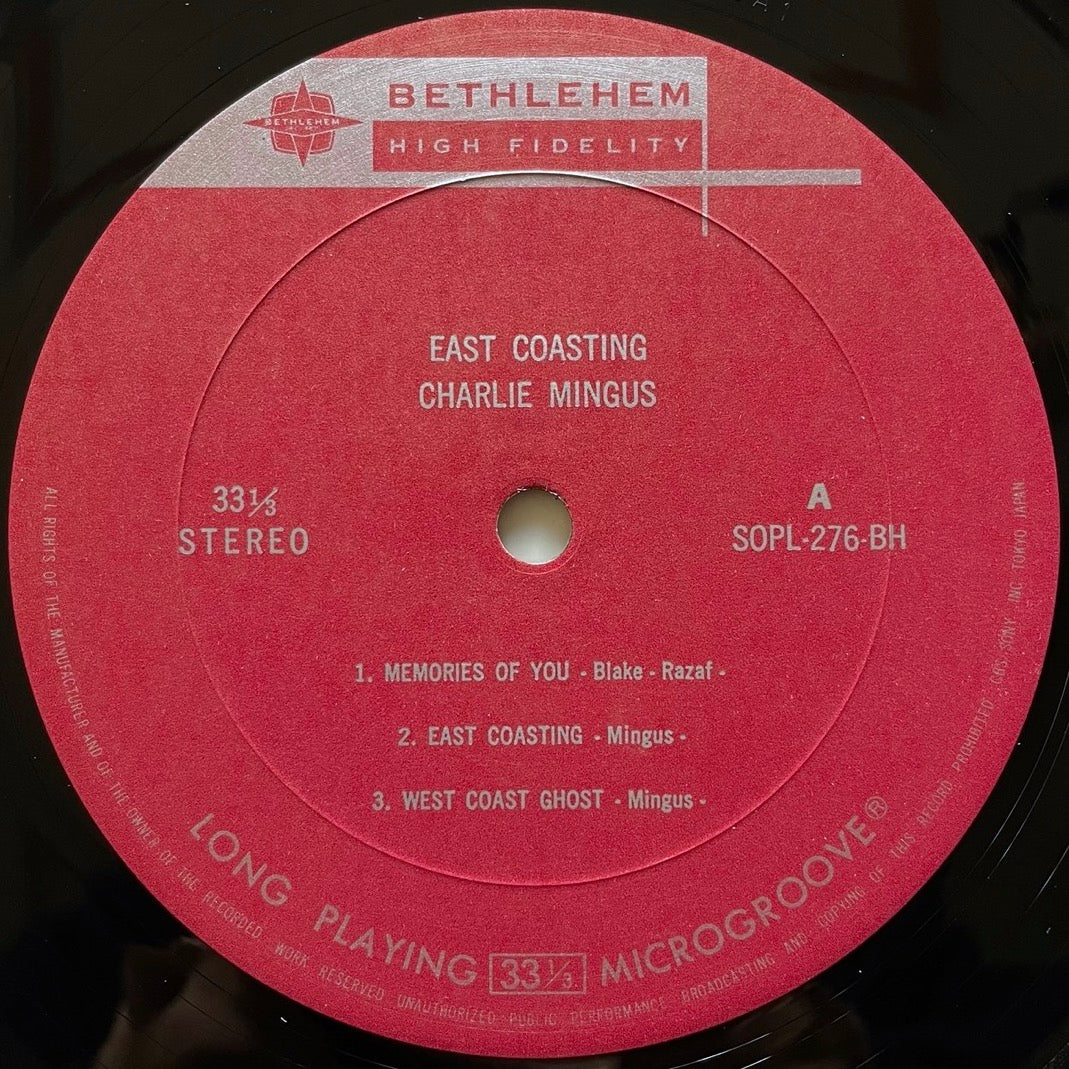 BETHLEHEM
BETHLEHEM
HIGH FIDELITY
EAST COASTING
CHARLIE MINGUS
33⅓
STEREO
A
SOPL-276-BH
1. MEMORIES OF YOU - Blake - Razaf -
2. EAST COASTING - Mingus -
3. WEST COAST GHOST - Mingus -
LONG PLAYING 33⅓ MICROGROOVE®
ALL RIGHTS OF THE MANUFACTURER AND OF THE OWNER OF THE RECORDED WORK RESERVED UNAUTHORIZED PUBLIC PERFORMANCE BROADCASTING AND COPYING OF THIS RECORD PROHIBITED CBS/SONY INC TOKYO JAPAN